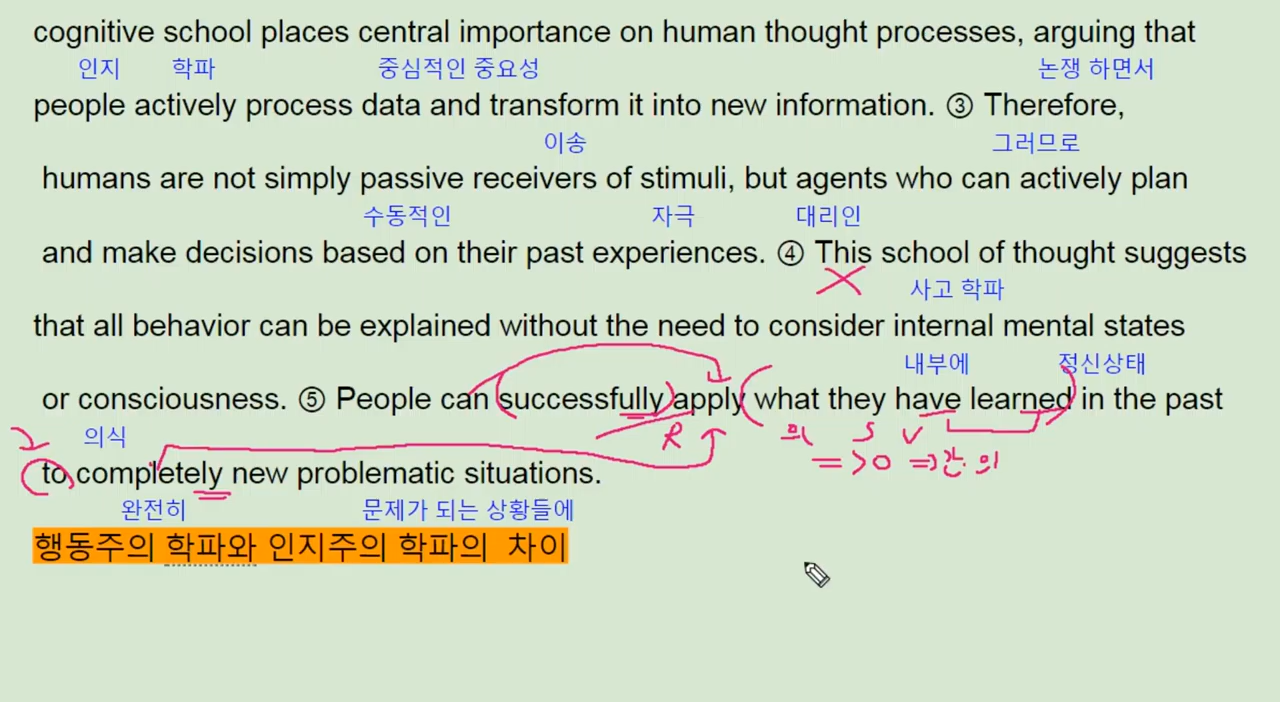 cognitive school places central importance on human thought processes, arguing that
인지 학파 중심적인 중요성 논쟁 하면서
people actively process data and transform it into new information. ③ Therefore,
이송 그러므로
humans are not simply passive receivers of stimuli, but agents who can actively plan
수동적인 자극 대리인
and make decisions based on their past experiences. ④ This school of thought suggests
사고 학파
that all behavior can be explained without the need to consider internal mental states
내부에 정신상태
or consciousness. ⑤ People can successfully apply what they have learned in the past
의식 R 의 S V
=> O => 간·의
to completely new problematic situations.
완전히 문제가 되는 상황들에
행동주의 학파와 인지주의 학파의 차이